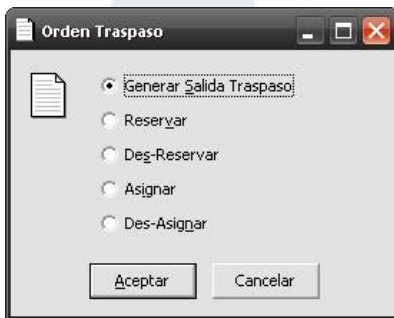 Orden Traspaso
Generar Salida Traspaso
Reservar
Des-Reservar
Asignar
Des-Asignar
Aceptar Cancelar